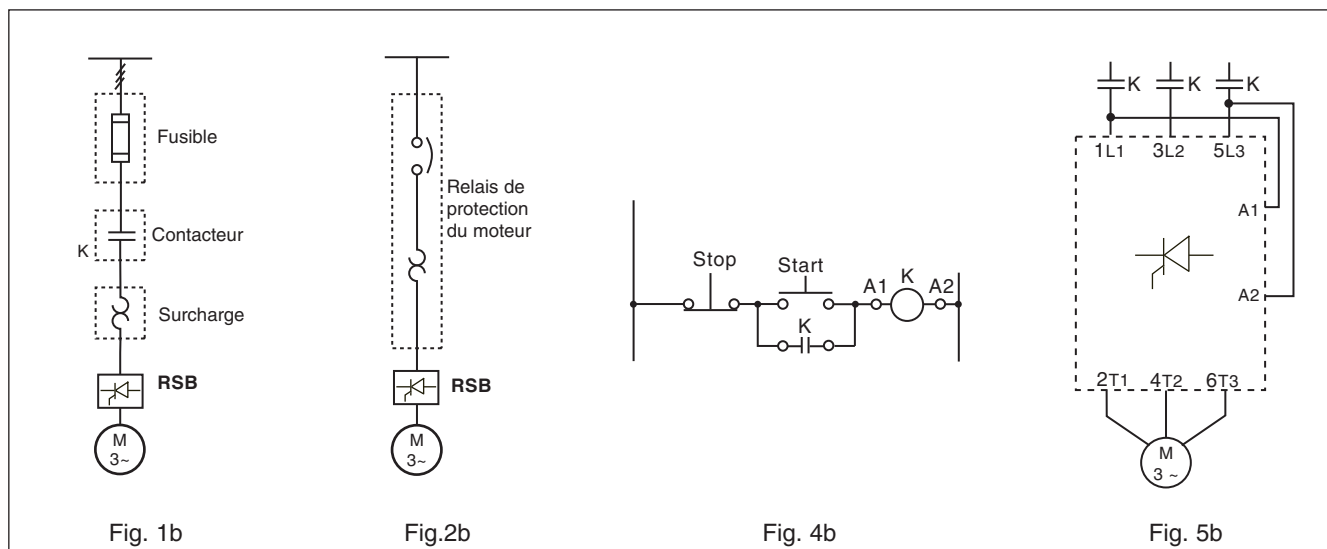 Fusible
K
Contacteur
Surcharge
RSB
M
3~
Fig. 1b
Relais de
protection
du moteur
RSB
M
3~
Fig.2b
Stop
Start
A1
K
A2
K
Fig. 4b
K
K
K
1L1
3L2
5L3
A1
A2
2T1
4T2
6T3
M
3 ~
Fig. 5b